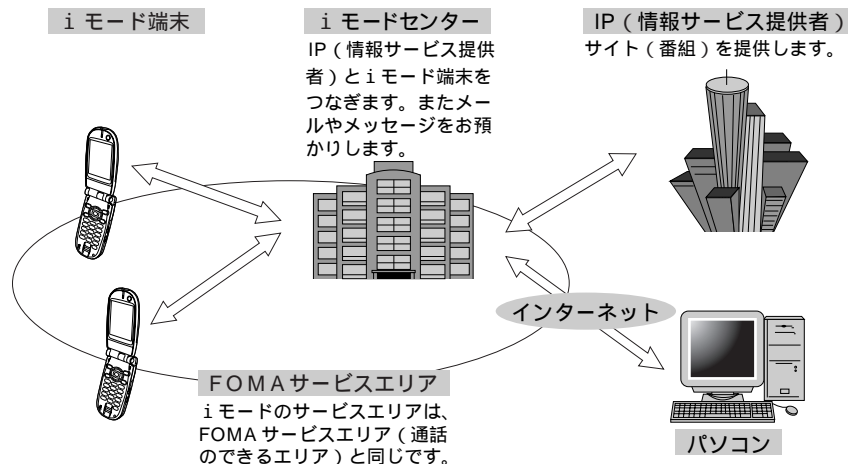 ｉモード端末
ｉモードセンター
IP（情報サービス提供
者）とｉモード端末を
つなぎます。またメー
ルやメッセージをお預
かりします。
IP（情報サービス提供者）
サイト（番組）を提供します。
インターネット
パソコン
ＦＯＭＡサービスエリア
ｉモードのサービスエリアは、
FOMA サービスエリア（通話
のできるエリア）と同じです。